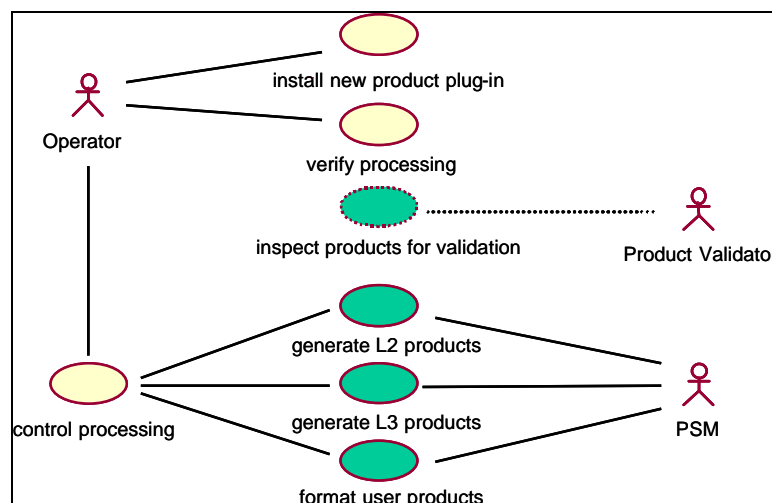 install new product plug-in
Operator
verify processing
inspect products for validation
Product Validato
generate L2 products
generate L3 products
control processing
PSM
format user products